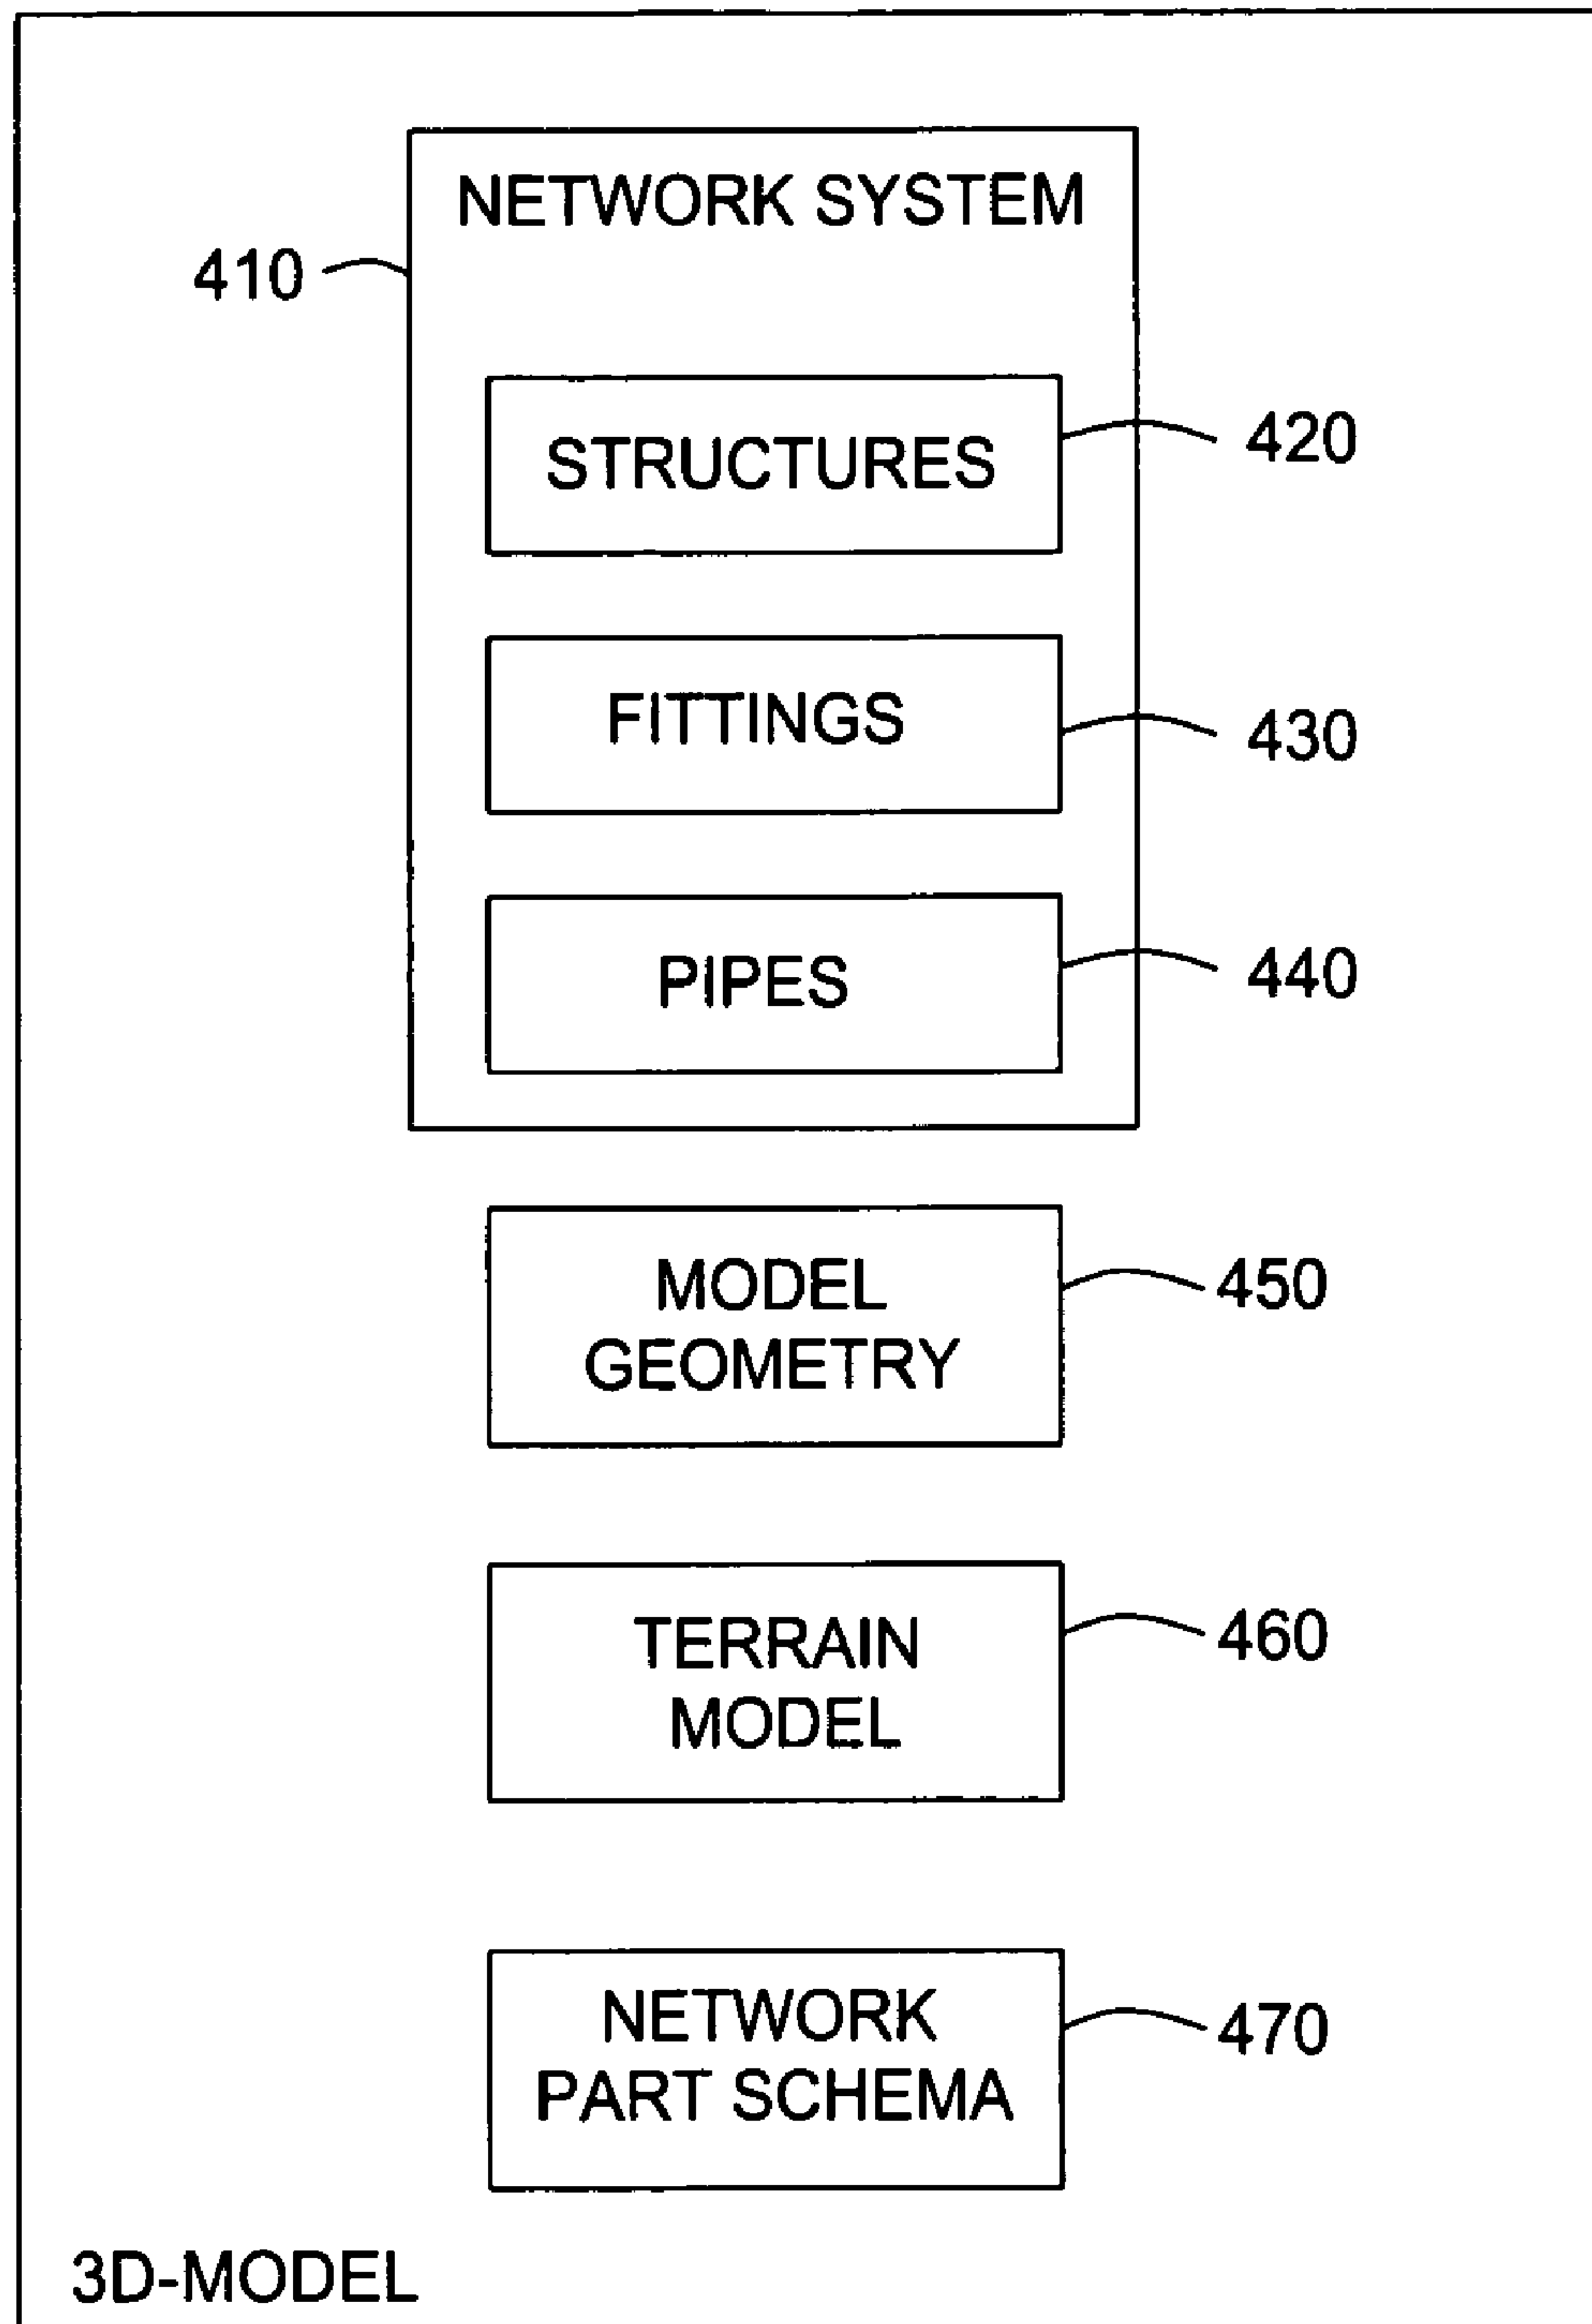 NETWORK SYSTEM
410
STRUCTURES
420
FITTINGS
430
PIPES
440
MODEL
GEOMETRY
450
TERRAIN
MODEL
460
NETWORK
PART SCHEMA
470
3D-MODEL